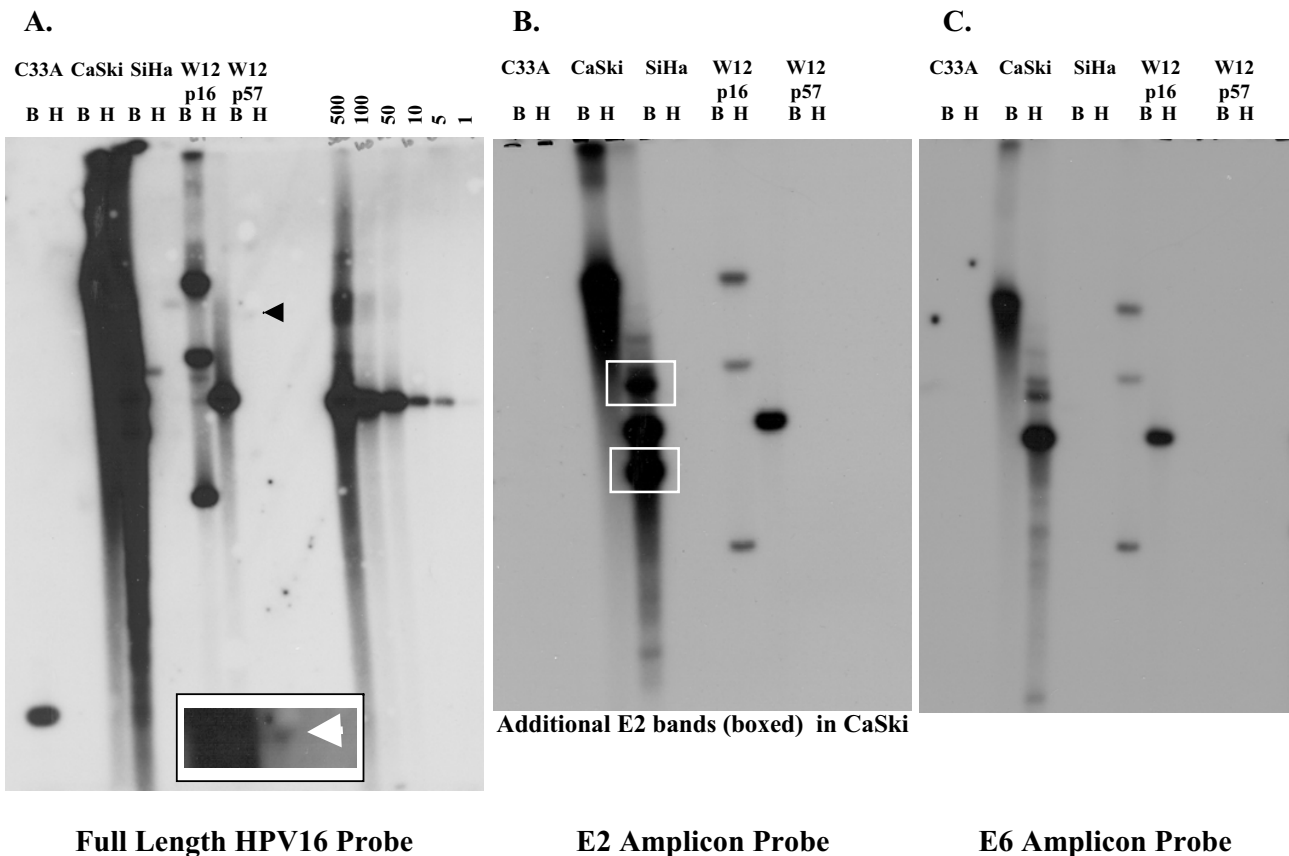 A.
B.
C.
C33A CaSki SiHa W12 W12
p16 p57
B H B H B H B H B H
500 100 50 10 5 1
C33A CaSki SiHa W12 W12
p16 p57
B H B H B H B H B H
C33A CaSki SiHa W12 W12
p16 p57
B H B H B H B H B H
Additional E2 bands (boxed) in CaSki
Full Length HPV16 Probe
E2 Amplicon Probe
E6 Amplicon Probe